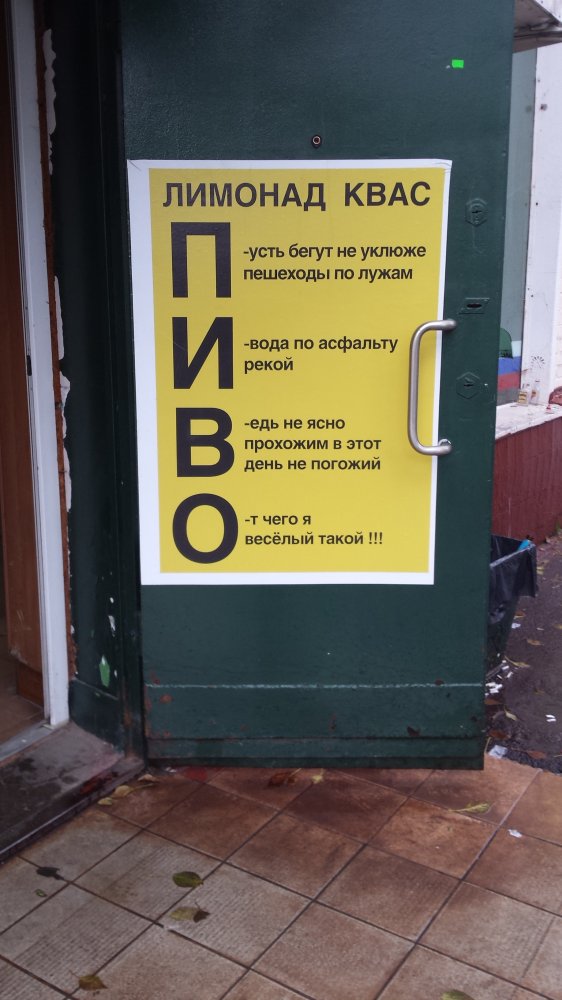 ЛИМОНАД КВАС
П -усть бегут не уклюже
пешеходы по лужам
И -вода по асфальту
рекой
В -едь не ясно
прохожим в этот
день не погожий
О -т чего я
весёлый такой !!!